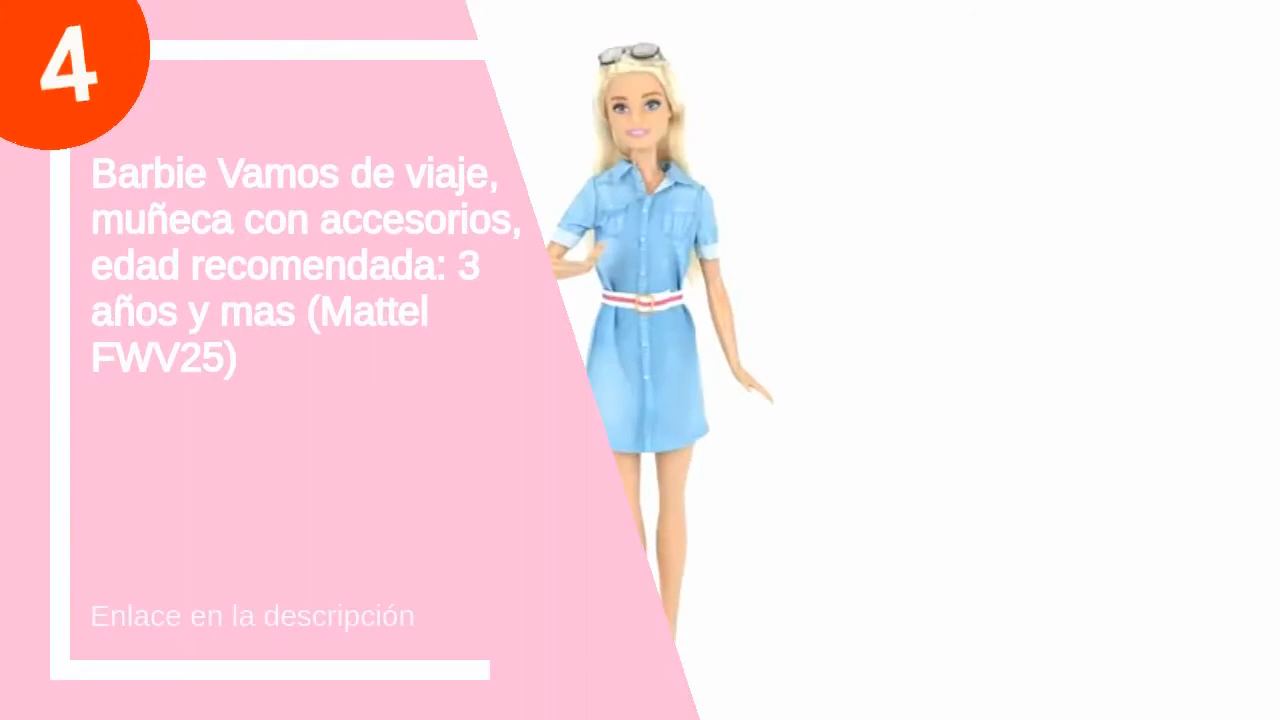 4
Barbie Vamos de viaje,
muñeca con accesorios,
edad recomendada: 3
años y mas (Mattel
FWV25)
Enlace en la descripción